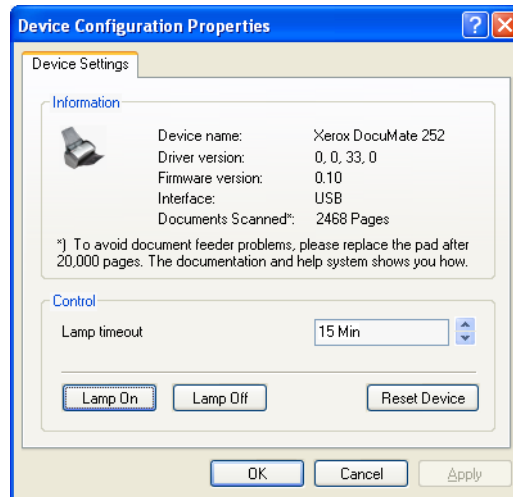 Device Configuration Properties
Device Settings
Information
Device name: Xerox DocuMate 252
Driver version: 0, 0, 33, 0
Firmware version: 0.10
Interface: USB
Documents Scanned*: 2468 Pages
*) To avoid document feeder problems, please replace the pad after
20,000 pages. The documentation and help system shows you how.
Control
Lamp timeout 15 Min
Lamp On Lamp Off Reset Device
OK Cancel Apply